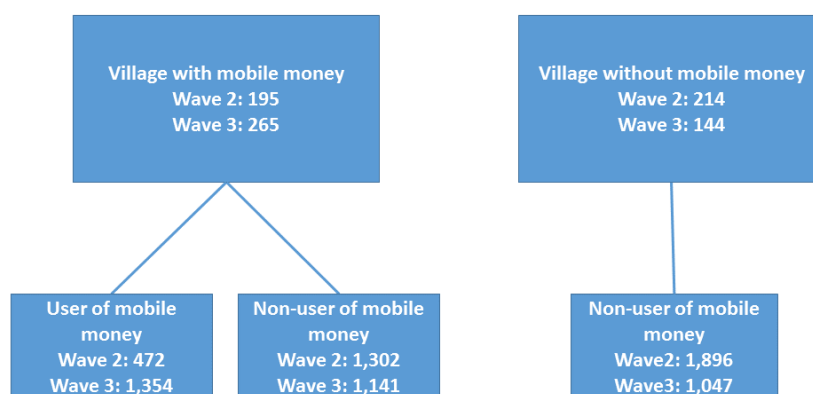 Village with mobile money
Wave 2: 195
Wave 3: 265
Village without mobile money
Wave 2: 214
Wave 3: 144
User of mobile
money
Wave 2: 472
Wave 3: 1,354
Non-user of mobile
money
Wave 2: 1,302
Wave 3: 1,141
Non-user of mobile
money
Wave2: 1,896
Wave3: 1,047